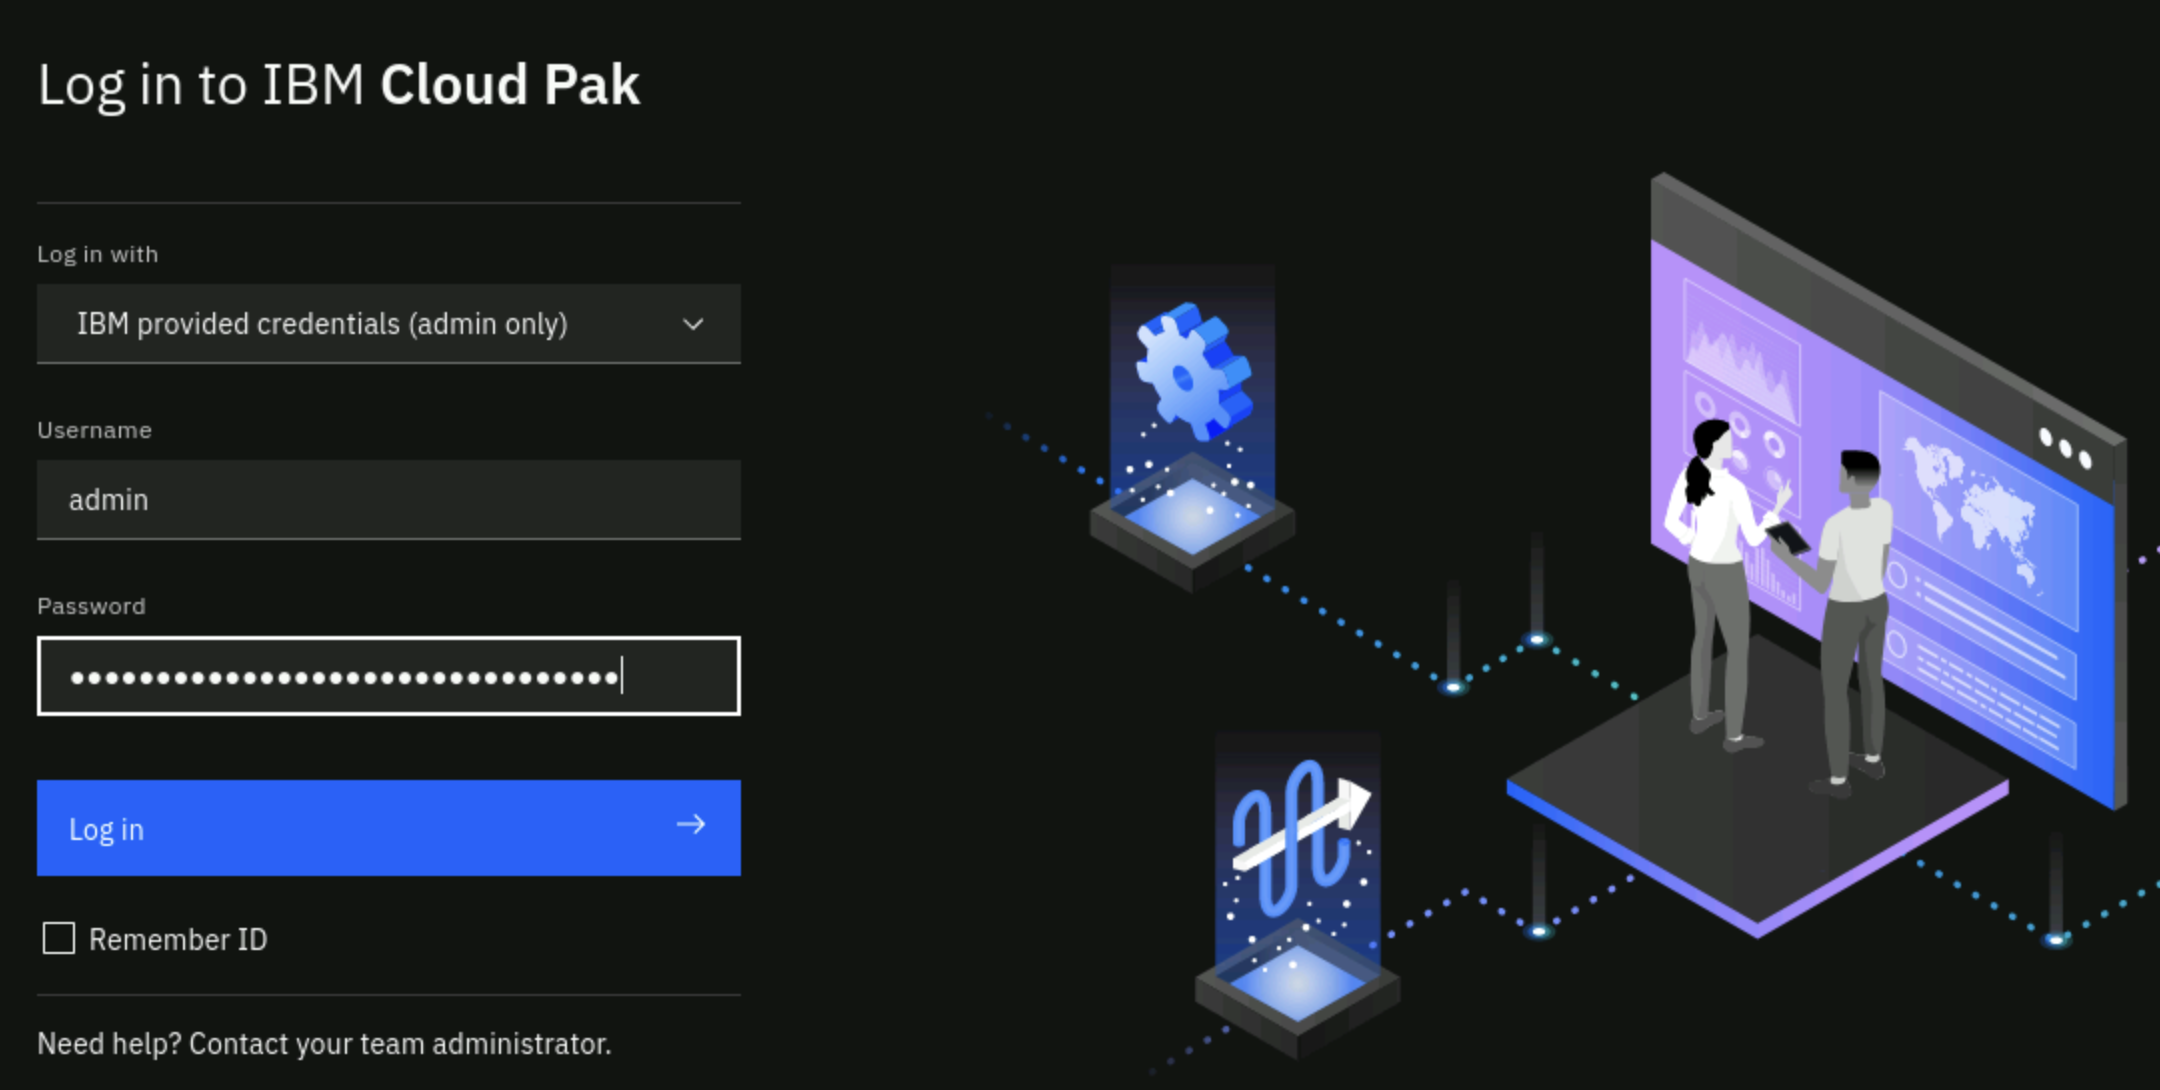 Log in to IBM Cloud Pak
Log in with
IBM provided credentials (admin only)
Username
admin
Password
••••••••••••••••••••••••••••••••
Log in
Remember ID
Need help? Contact your team administrator.